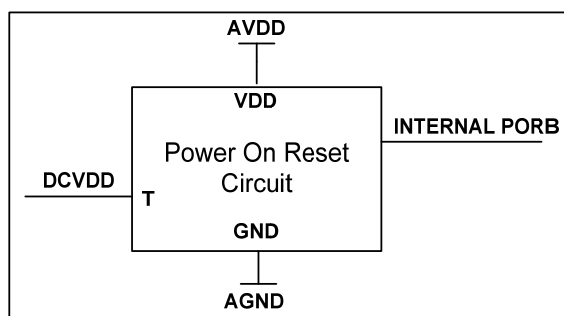 AVDD
VDD
INTERNAL PORB
Power On Reset
Circuit
DCVDD
T
GND
AGND